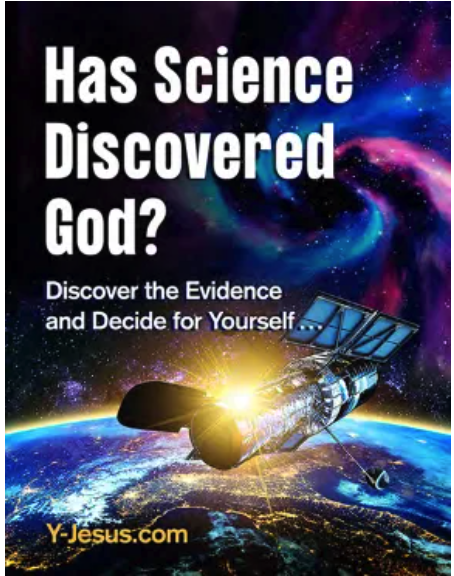 Has Science
Discovered
God?
Discover the Evidence
and Decide for Yourself...
Y-Jesus.com